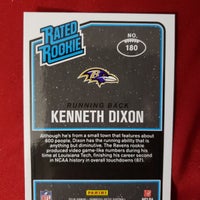 RATED
ROOKIE
NO.
180
RUNNING BACK
KENNETH DIXON
Although he's from a small town that features about
600 people, Dixon has the running ability that is
anything but diminutive. The Ravens rookie
produced video game-like numbers during his time
at Louisiana Tech, finishing his career second
in NCAA history in overall touchdowns (87).
PANINI